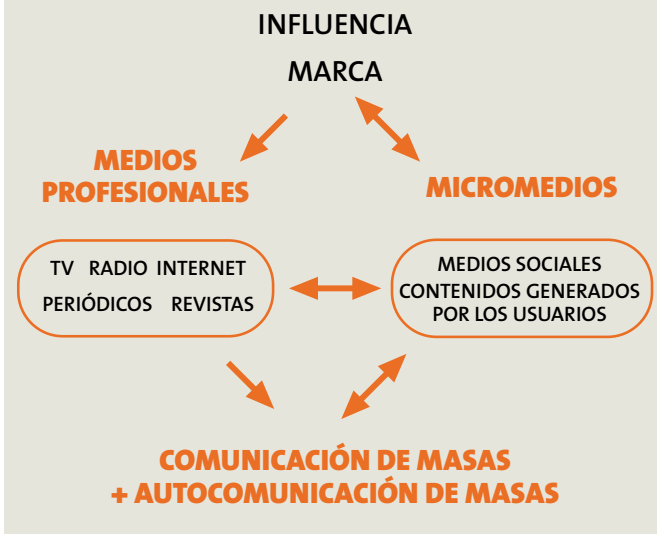 INFLUENCIA
MARCA
MEDIOS
PROFESIONALES
MICROMEDIOS
TV RADIO INTERNET
PERIÓDICOS REVISTAS
MEDIOS SOCIALES
CONTENIDOS GENERADOS
POR LOS USUARIOS
COMUNICACIÓN DE MASAS
+ AUTOCOMUNICACIÓN DE MASAS